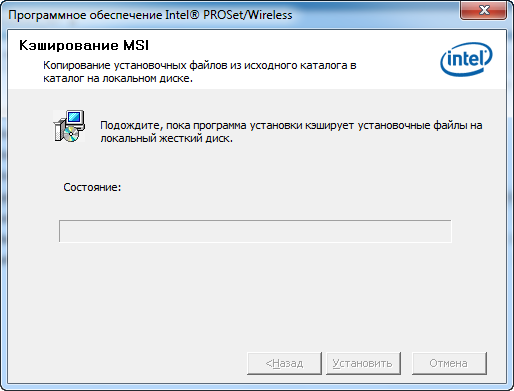 Программное обеспечение Intel® PROSet/Wireless
Кэширование MSI
Копирование установочных файлов из исходного каталога в
каталог на локальном диске.
intel
Подождите, пока программа установки кэширует установочные файлы на
локальный жесткий диск.
Состояние:
<Назад
Установить
Отмена